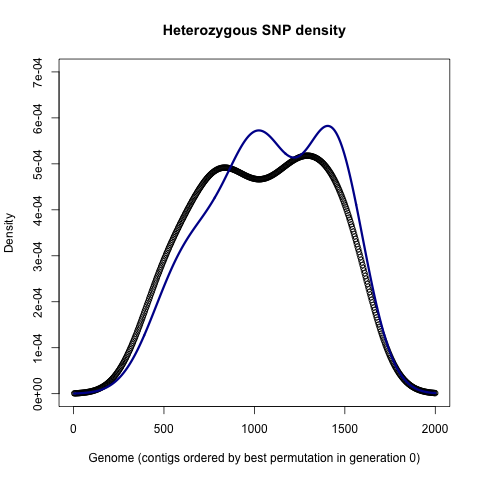 Heterozygous SNP density
7e-04
6e-04
5e-04
4e-04
3e-04
2e-04
1e-04
0e+00
Density
0 500 1000 1500 2000
Genome (contigs ordered by best permutation in generation 0)